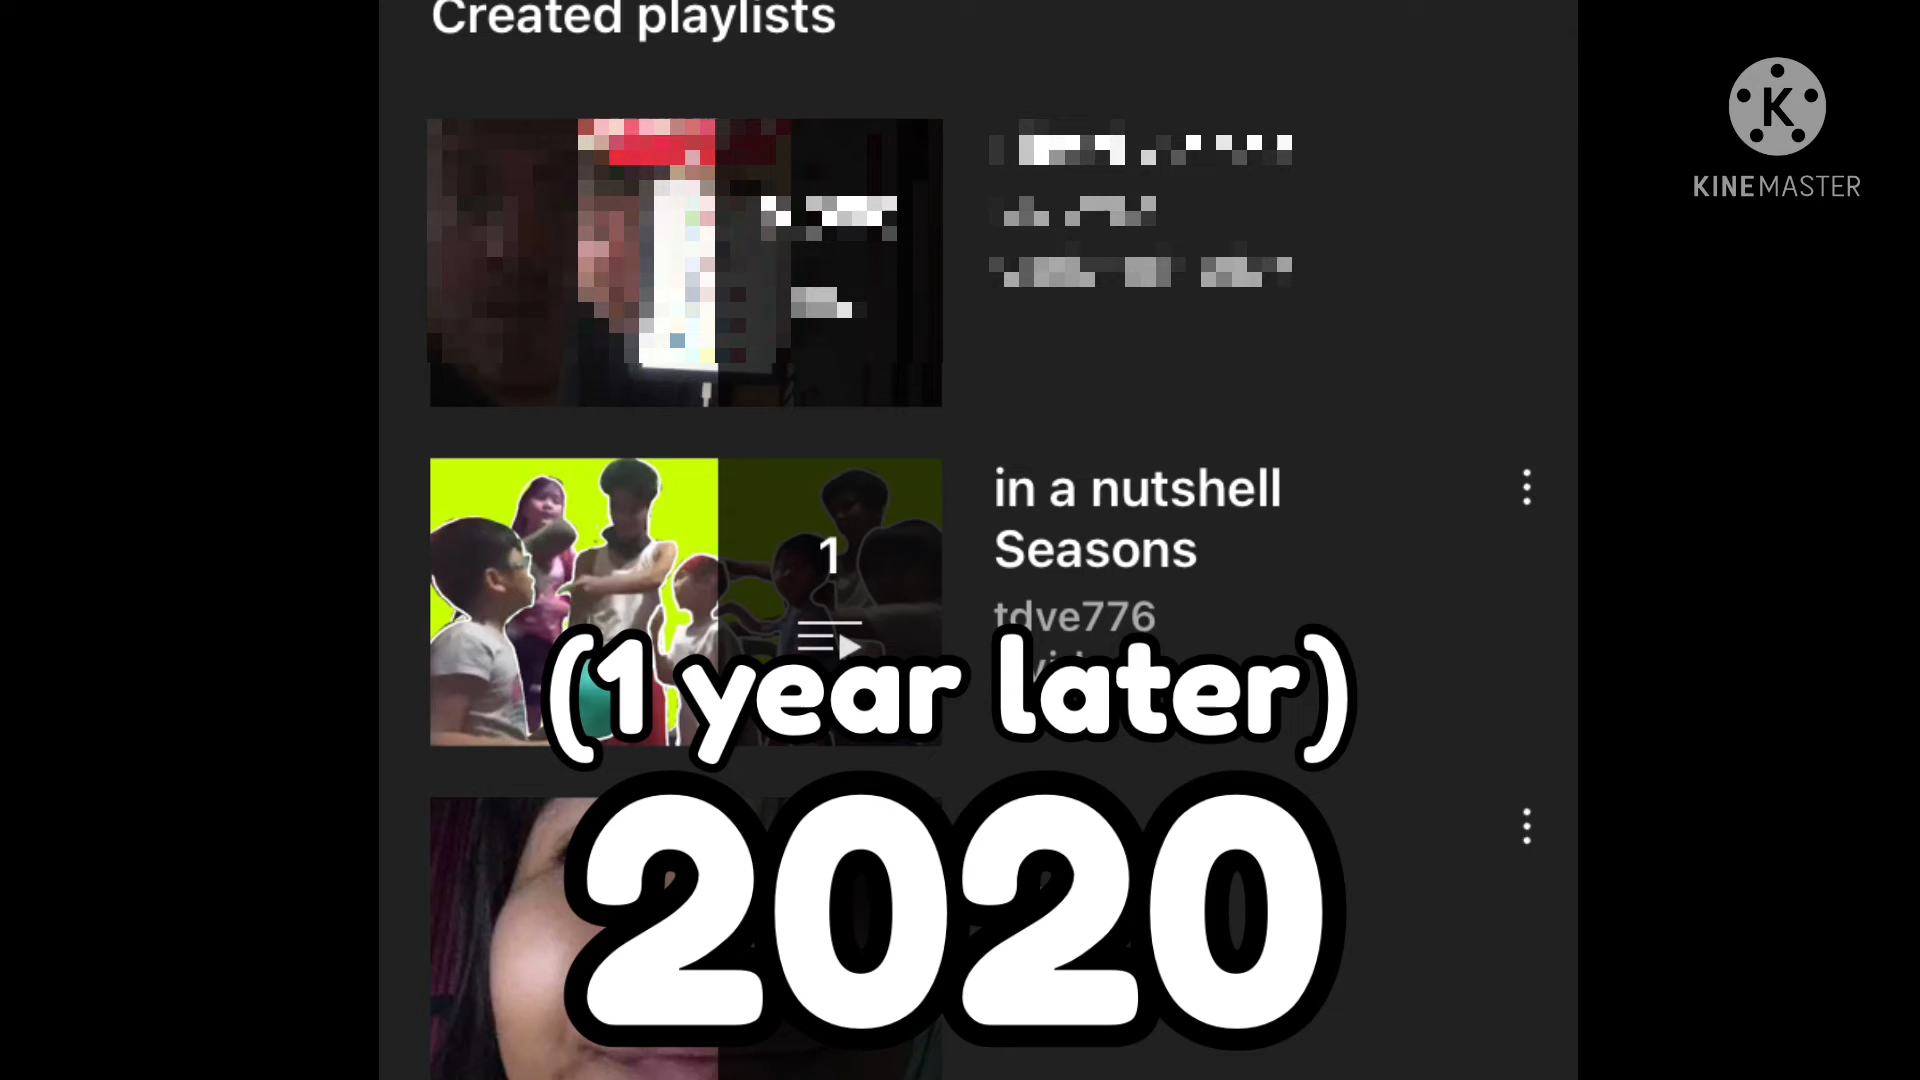 Created playlists
KINEMASTER
in a nutshell
1
Seasons
tdve776
(1 year later)
2020